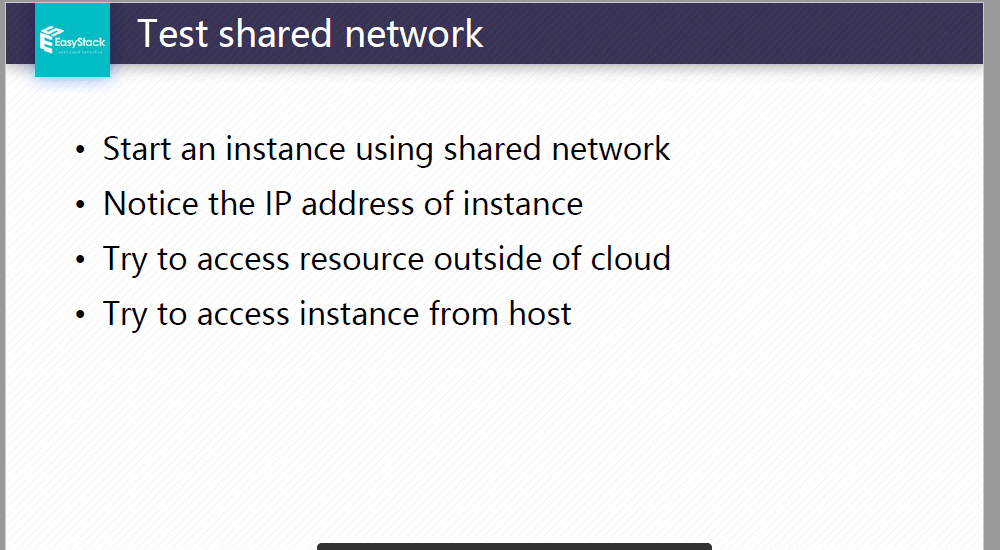 EasyStack
Test shared network
• Start an instance using shared network
• Notice the IP address of instance
• Try to access resource outside of cloud
• Try to access instance from host